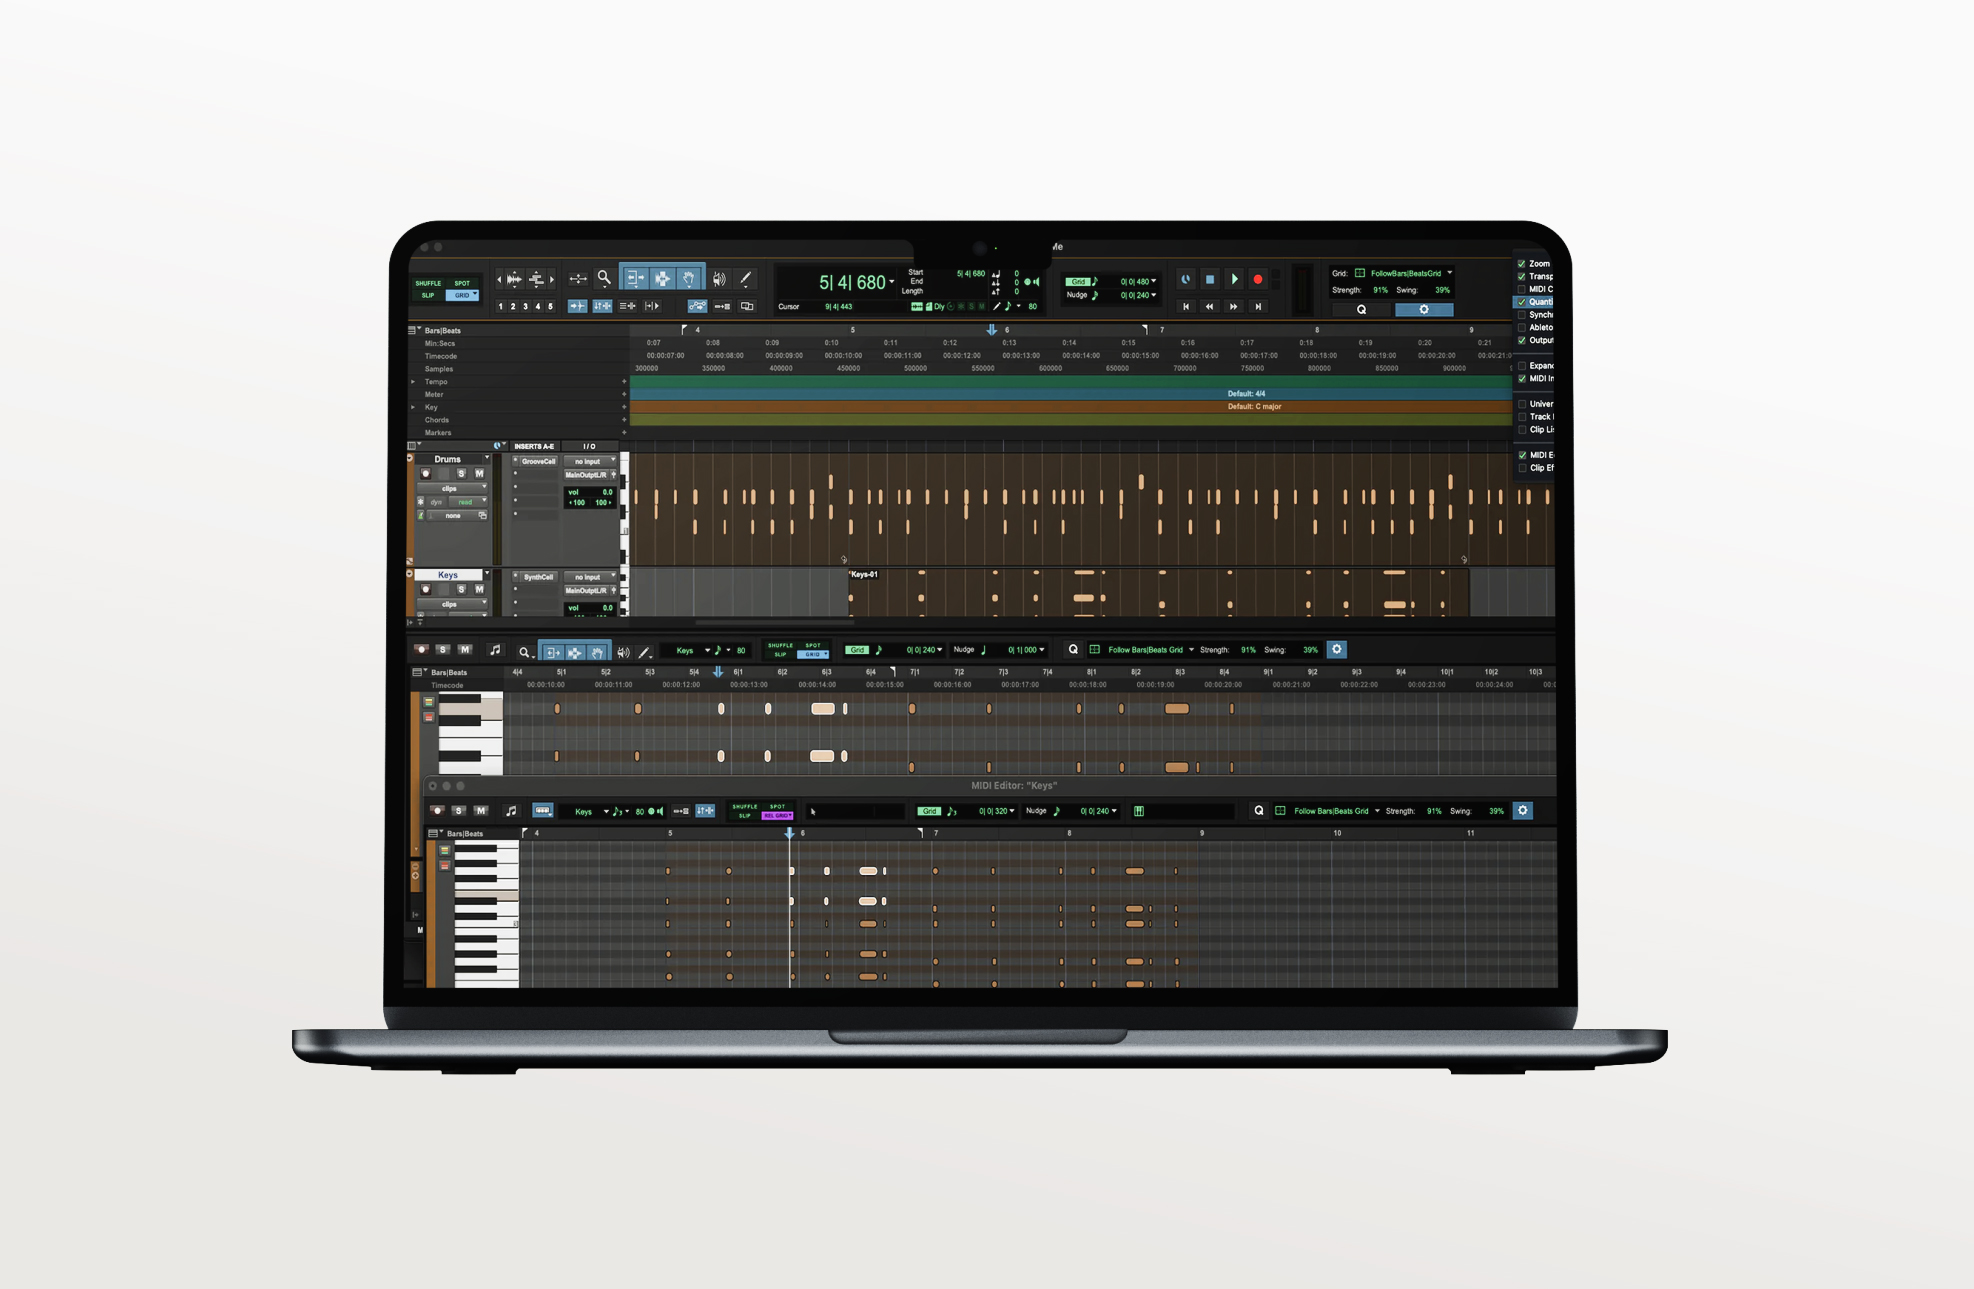 Me
SHUFFLE SPOT
SLIP GRID
1 2 3 4 5
5| 4| 680
Cursor 9| 4| 443
Start 5| 4| 680 0
End 0
Length 0
Dly S M 80
Grid 0| 0| 480
Nudge 0| 0| 240
Grid: FollowBars|BeatsGrid
Strength: 91% Swing: 39%
Q
Zoom
Transp
MIDI C
Quanti
Synchr
Ableto
Output
Expand
MIDI In
Univer
Track
Clip Lis
MIDI E
Clip Ef
Bars|Beats 4 5 6 7 8 9
Min:Secs 0:07 0:08 0:09 0:10 0:11 0:12 0:13 0:14 0:15 0:16 0:17 0:18 0:19 0:20 0:21
Timecode 00:00:07:00 00:00:08:00 00:00:09:00 00:00:10:00 00:00:11:00 00:00:12:00 00:00:13:00 00:00:14:00 00:00:15:00 00:00:16:00 00:00:17:00 00:00:18:00 00:00:19:00 00:00:20:00 00:00:21:0
Samples 300000 350000 400000 450000 500000 550000 600000 650000 700000 750000 800000 850000 900000
Tempo
Meter Default: 4/4
Key Default: C major
Chords
Markers
INSERTS A-E I / O
Drums GrooveCell no input
S M MainOutptL/R
clips vol 0.0
dyn read 100 100
none
Keys SynthCell no input
S M MainOutptL/R
clips vol 0.0
Keys-01
S M Keys 80 SHUFFLE SPOT
SLIP GRID
Grid 0| 0| 240 Nudge 0| 1| 000 Q Follow Bars|Beats Grid Strength: 91% Swing: 39%
Bars|Beats 4|4 5|1 5|2 5|3 5|4 6|1 6|2 6|3 6|4 7|1 7|2 7|3 7|4 8|1 8|2 8|3 8|4 9|1 9|2 9|3 9|4 10|1 10|2 10|3
Timecode 00:00:10:00 00:00:11:00 00:00:12:00 00:00:13:00 00:00:14:00 00:00:15:00 00:00:16:00 00:00:17:00 00:00:18:00 00:00:19:00 00:00:20:00 00:00:21:00 00:00:22:00 00:00:23:00 00:00:24:00 00:0
MIDI Editor: "Keys"
S M Keys 80 SHUFFLE SPOT
SLIP REL GRID
Grid 0| 0| 320 Nudge 0| 0| 240 Q Follow Bars|Beats Grid Strength: 91% Swing: 39%
Bars|Beats 4 5 6 7 8 9 10 11
M